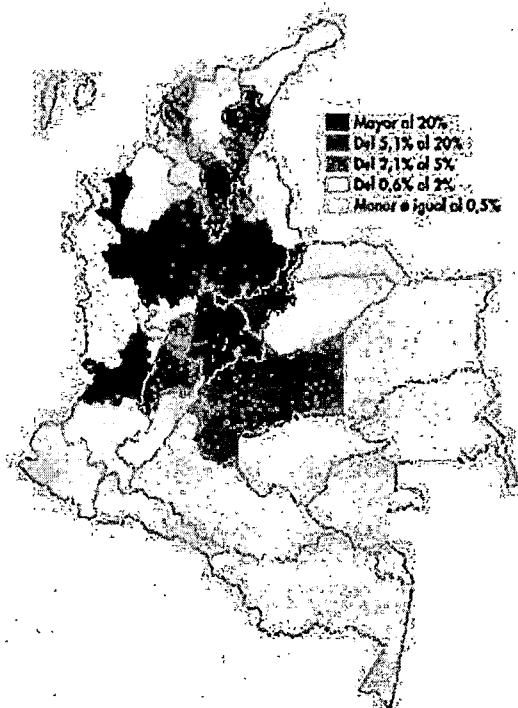 Mayor al 20%
Del 5,1% al 20%
Del 2,1% al 5%
Del 0,6% al 2%
Menor e igual al 0,5%